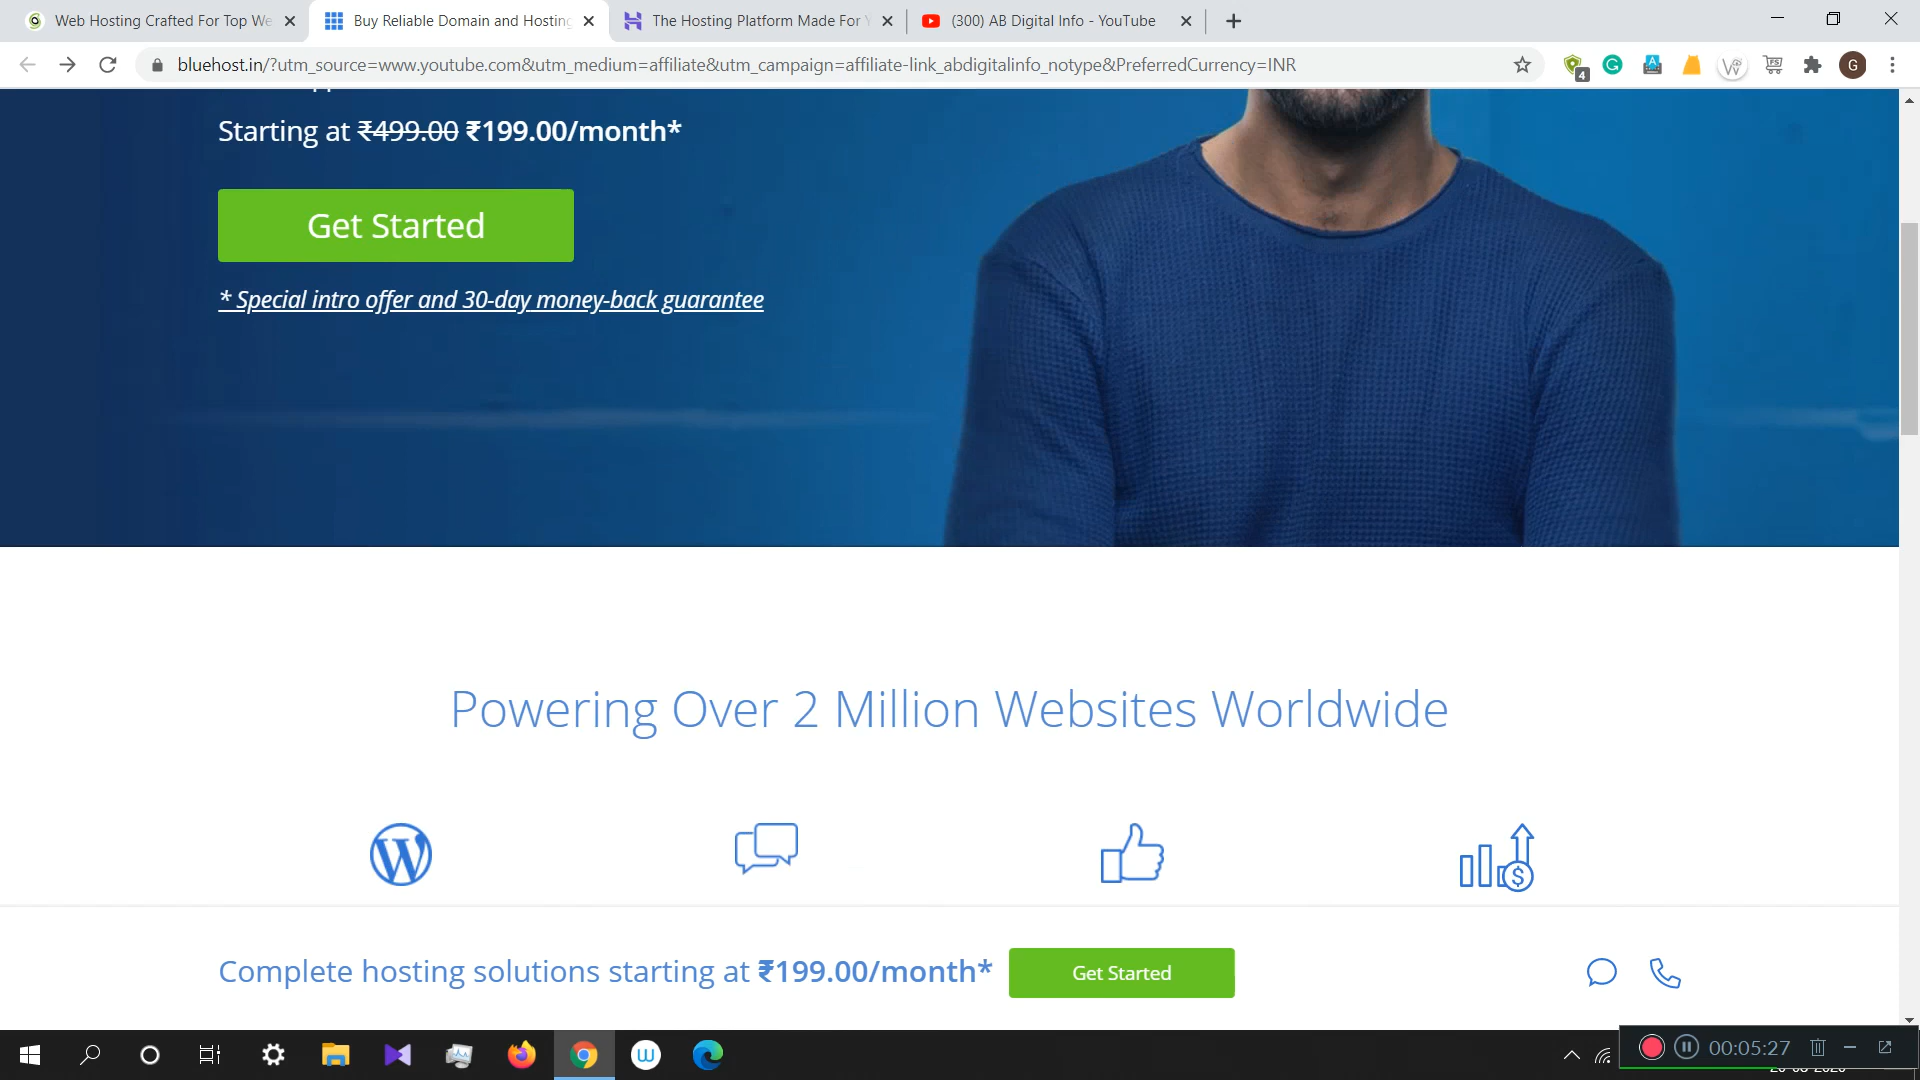 Web Hosting Crafted For Top We
Buy Reliable Domain and Hosting
The Hosting Platform Made For Y
(300) AB Digital Info - YouTube
bluehost.in/?utm_source=www.youtube.com&utm_medium=affiliate&utm_campaign=affiliate-link_abdigitalinfo_notype&PreferredCurrency=INR
4
G
Starting at ₹499.00 ₹199.00/month*
Get Started
* Special intro offer and 30-day money-back guarantee
Powering Over 2 Million Websites Worldwide
Complete hosting solutions starting at ₹199.00/month*
Get Started
00:05:27